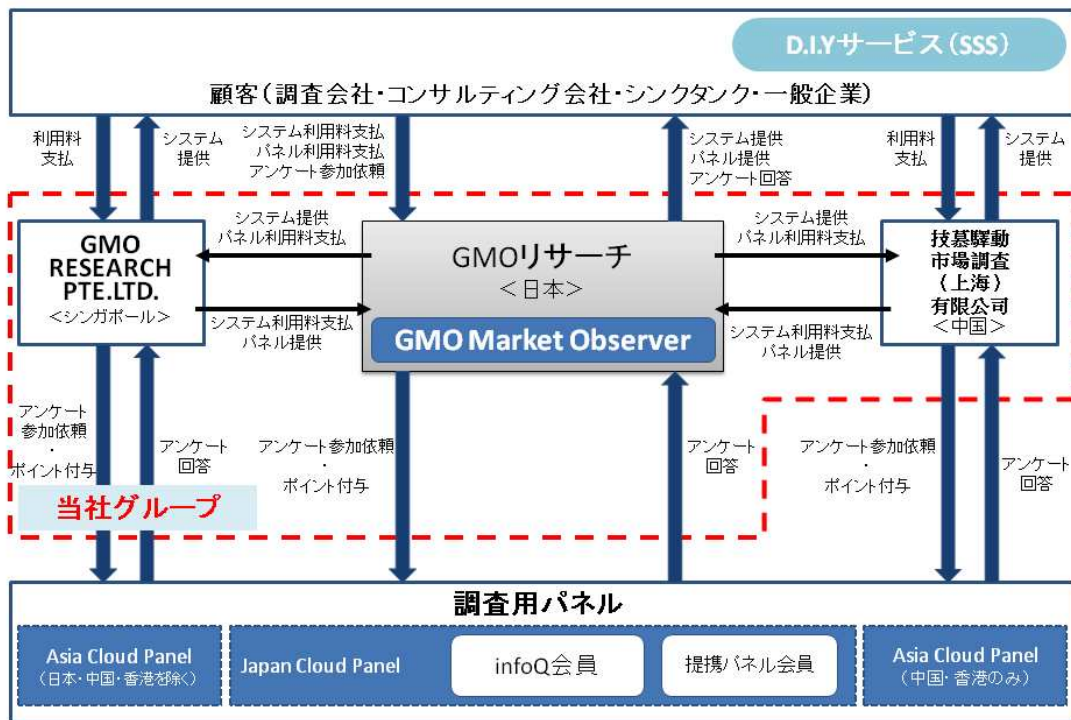 D.I.Yサービス(SSS)
顧客(調査会社・コンサルティング会社・シンクタンク・一般企業)
利用料
支払
システム
提供
システム利用料支払
パネル利用料支払
アンケート参加依頼
システム提供
パネル提供
アンケート回答
利用料
支払
システム
提供
GMO
RESEARCH
PTE.LTD.
<シンガポール>
システム提供
パネル利用料支払
システム利用料支払
パネル提供
GMOリサーチ
<日本>
GMO Market Observer
システム提供
パネル利用料支払
システム利用料支払
パネル提供
技慕驛動
市場調査
(上海)
有限公司
<中国>
アンケート
参加依頼
・
ポイント付与
アンケート
回答
アンケート参加依頼
・
ポイント付与
アンケート
回答
アンケート参加依頼
・
ポイント付与
アンケート
回答
当社グループ
調査用パネル
Asia Cloud Panel
(日本・中国・香港を除く)
Japan Cloud Panel
infoQ会員
提携パネル会員
Asia Cloud Panel
(中国・香港のみ)